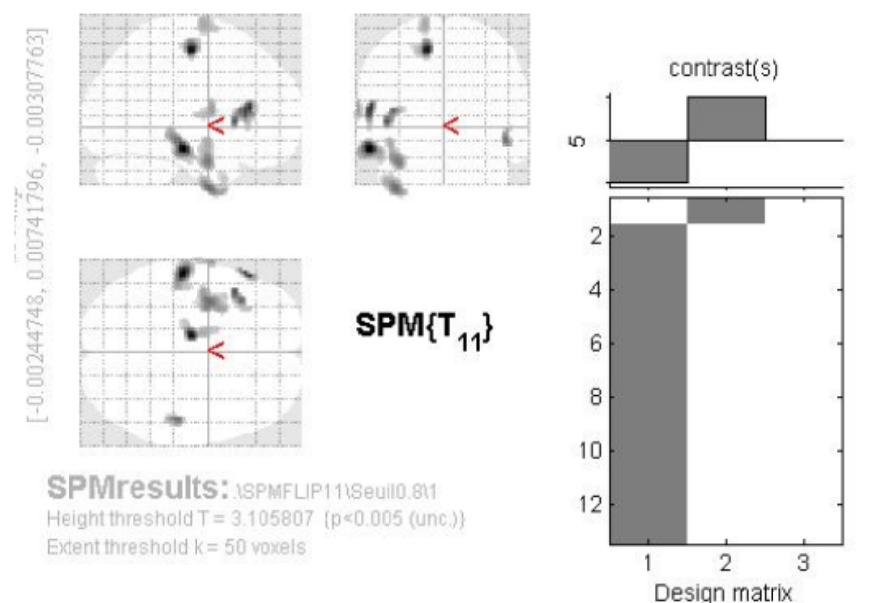 [-0.00244748, 0.00741796, -0.00307763]
<
<
<
SPM{T11}
SPMresults: .\SPMFLIP11\Seuil0.8\1
Height threshold T = 3.105807 {p<0.005 (unc.)}
Extent threshold k = 50 voxels
contrast(s)
5
2
4
6
8
10
12
1 2 3
Design matrix